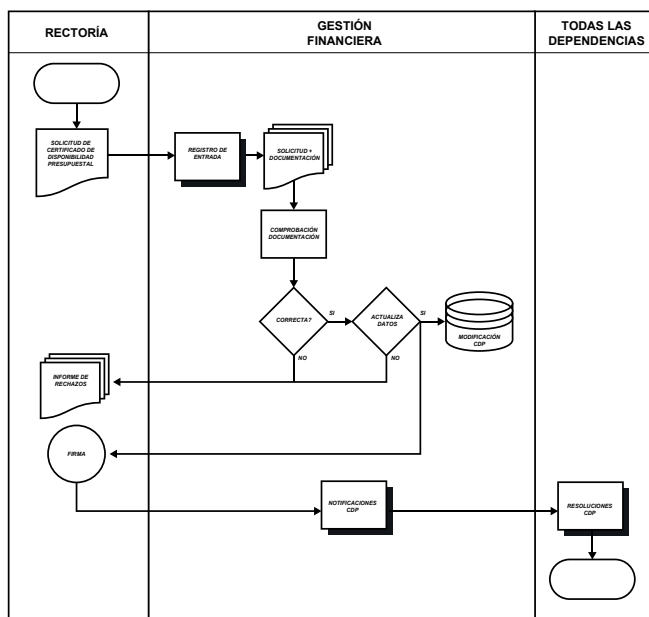 RECTORÍA
GESTIÓN
FINANCIERA
TODAS LAS
DEPENDENCIAS
SOLICITUD DE
CERTIFICADO DE
DISPONIBILIDAD
PRESUPUESTAL
REGISTRO DE
ENTRADA
SOLICITUD +
DOCUMENTACIÓN
COMPROBACIÓN
DOCUMENTACIÓN
CORRECTA?
SI
ACTUALIZA
DATOS
SI
MODIFICACIÓN
CDP
NO
NO
INFORME DE
RECHAZOS
FIRMA
NOTIFICACIONES
CDP
RESOLUCIONES
CDP